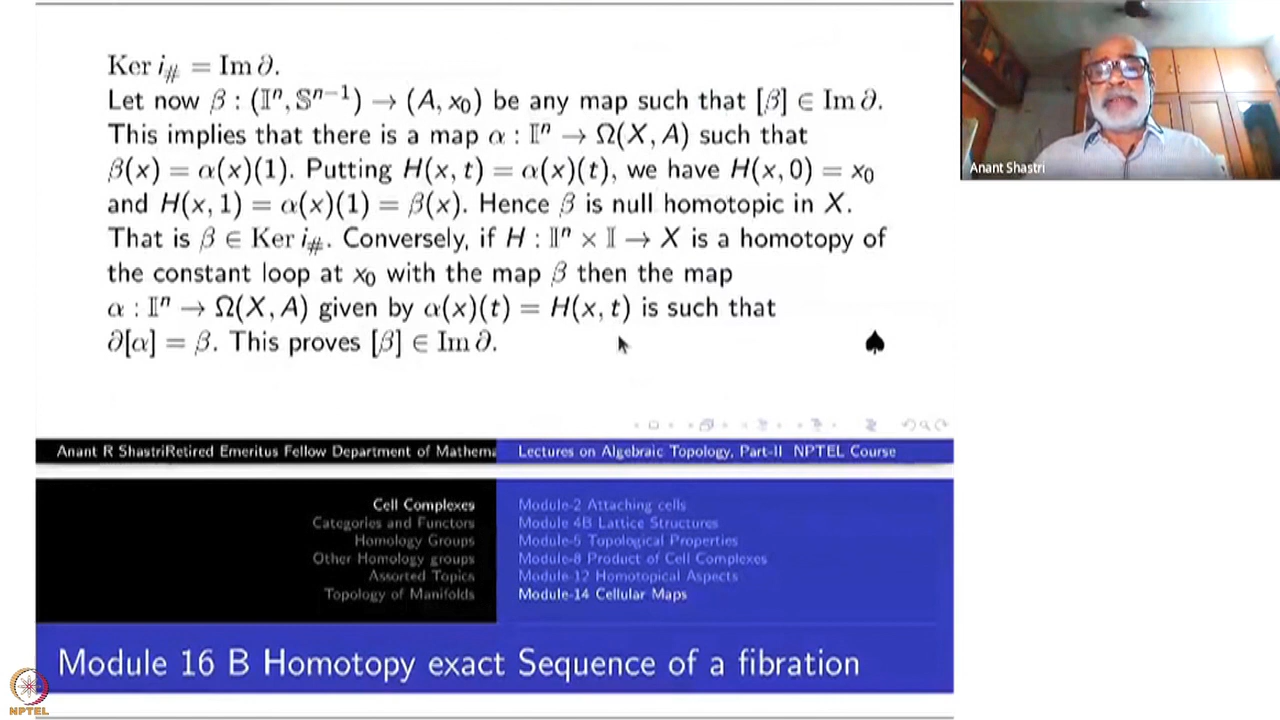 Ker i# = Im ∂.
Let now β : (𝕀ⁿ, 𝕊ⁿ⁻¹) → (A, x₀) be any map such that [β] ∈ Im ∂.
This implies that there is a map α : 𝕀ⁿ → Ω(X, A) such that
β(x) = α(x)(1). Putting H(x, t) = α(x)(t), we have H(x, 0) = x₀
and H(x, 1) = α(x)(1) = β(x). Hence β is null homotopic in X.
That is β ∈ Ker i#. Conversely, if H : 𝕀ⁿ × 𝕀 → X is a homotopy of
the constant loop at x₀ with the map β then the map
α : 𝕀ⁿ → Ω(X, A) given by α(x)(t) = H(x, t) is such that
∂[α] = β. This proves [β] ∈ Im ∂. ♠
Anant R ShastriRetired Emeritus Fellow Department of Mathema
Lectures on Algebraic Topology, Part-II NPTEL Course
Cell Complexes
Categories and Functors
Homology Groups
Other Homology groups
Assorted Topics
Topology of Manifolds
Module-2 Attaching cells
Module 4B Lattice Structures
Module-5 Topological Properties
Module-8 Product of Cell Complexes
Module-12 Homotopical Aspects
Module-14 Cellular Maps
Module 16 B Homotopy exact Sequence of a fibration
NPTEL
Anant Shastri